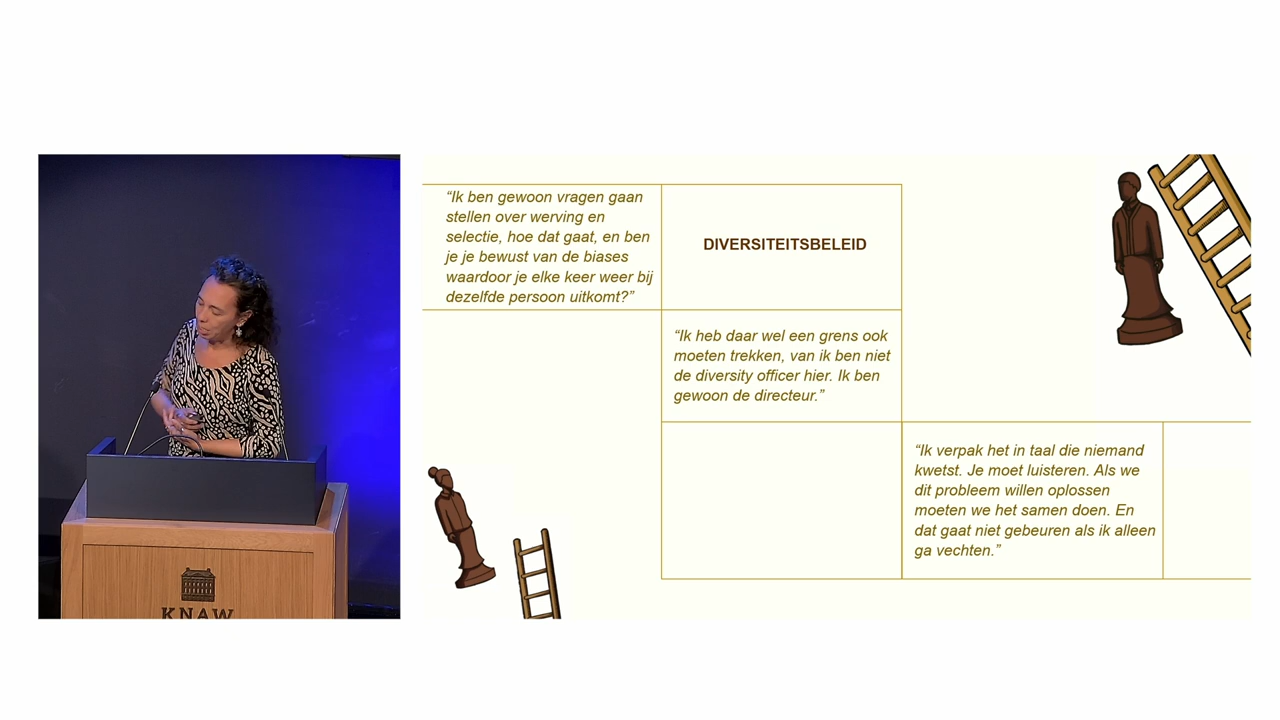 “Ik ben gewoon vragen gaan
stellen over werving en
selectie, hoe dat gaat, en ben
je je bewust van de biases
waardoor je elke keer weer bij
dezelfde persoon uitkomt?”
DIVERSITEITSBELEID
“Ik heb daar wel een grens ook
moeten trekken, van ik ben niet
de diversity officer hier. Ik ben
gewoon de directeur.”
“Ik verpak het in taal die niemand
kwetst. Je moet luisteren. Als we
dit probleem willen oplossen
moeten we het samen doen. En
dat gaat niet gebeuren als ik alleen
ga vechten.”
KNAW